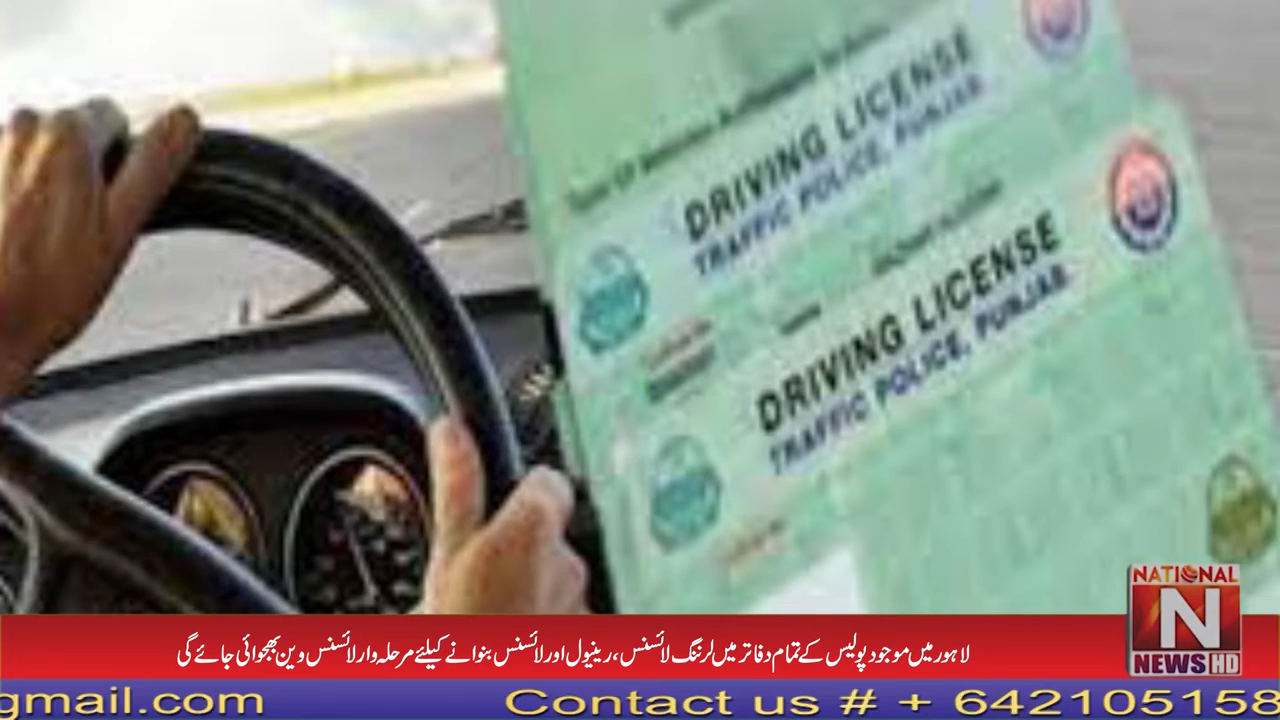 DRIVING LICENSE
TRAFFIC POLICE, PUNJAB.
DRIVING LICENSE
TRAFFIC POLICE, PUNJAB.
NATIONAL
N
NEWS HD
لاہور میں موجود پولیس کے تمام دفاتر میں لرننگ لائسنس، رینیول اور لائسنس بنوانے کیلئے مرحلہ وار لائسنس وین بھجوائی جائے گی
gmail.com Contact us # + 642105158